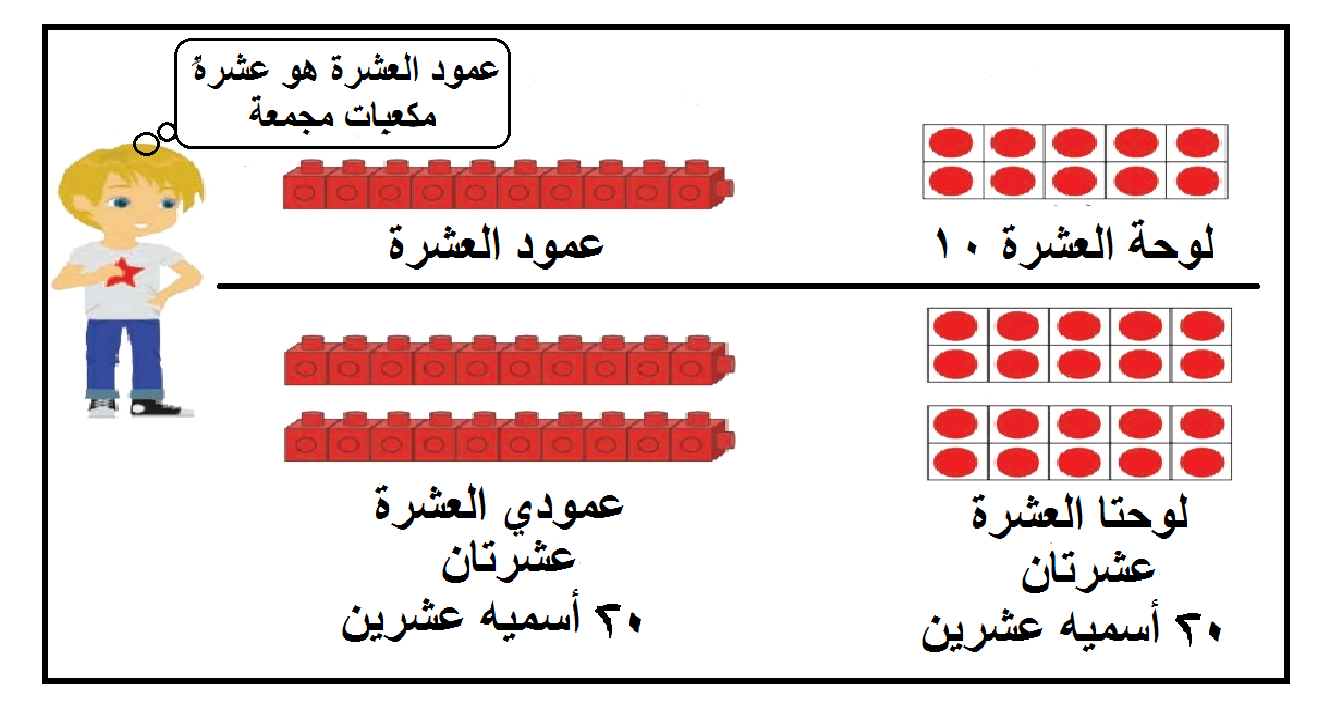 عمود العشرة هو عشرة
مكعبات مجمعة
لوحة العشرة ١٠
عمود العشرة
لوحتا العشرة
عشرتان
٢٠ أسميه عشرين
عمودي العشرة
عشرتان
٢٠ أسميه عشرين